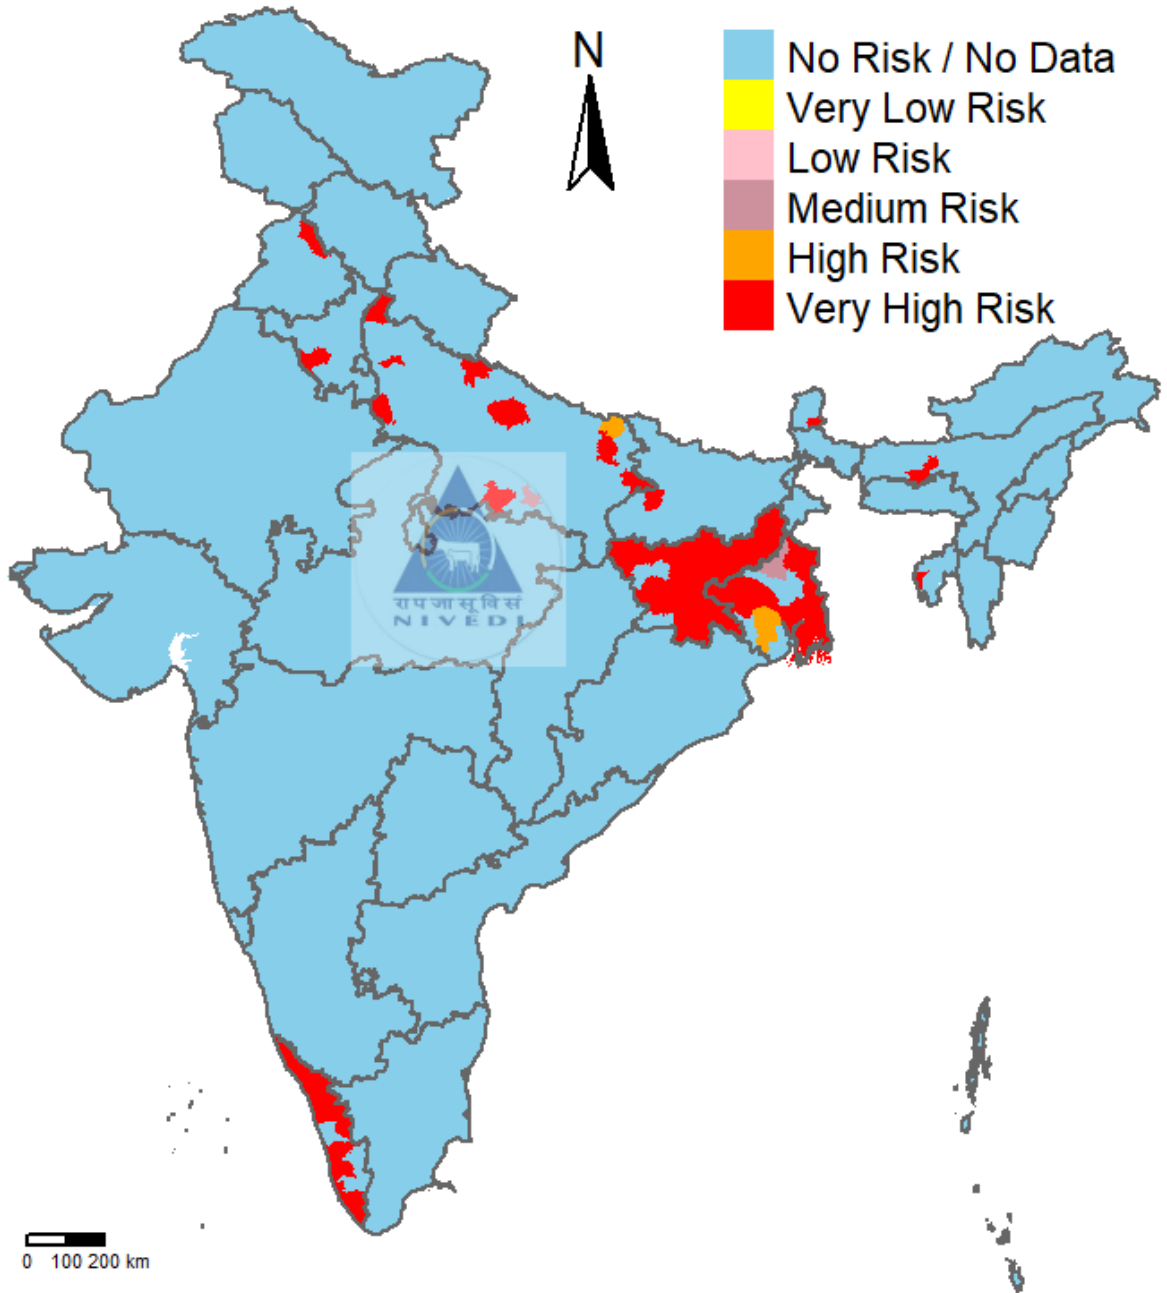 N
No Risk / No Data
Very Low Risk
Low Risk
Medium Risk
High Risk
Very High Risk
रापजासूविसं
NIVEDI
0 100 200 km